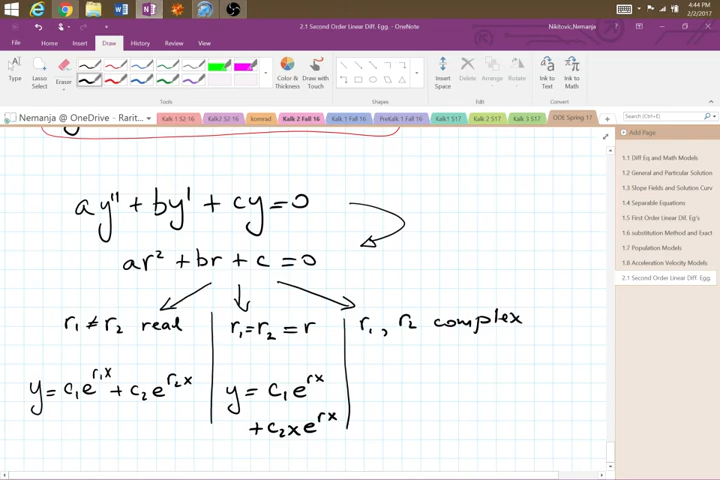 4:44 PM
2/2/2017
2.1 Second Order Linear Diff. Egg. - OneNote
Nikitovic,Nemanja
File Home Insert Draw History Review View
Type
Lasso Select
Eraser
Color & Thickness
Draw with Touch
Insert Space
Delete
Arrange
Rotate
Ink to Text
Ink to Math
Tools
Shapes
Edit
Convert
Nemanja @ OneDrive - Rarit...
Kalk 1 S2 16
Kalk2 S2 16
komrad
Kalk 2 Fall 16
Kalk 1 Fall 16
PreKalk 1 Fall 16
Kalk1 S17
Kalk 2 S17
Kalk 3 S17
ODE Spring 17
Search (Ctrl+E)
Add Page
1.1 Diff Eq and Math Models
1.2 General and Particular Solution
1.3 Slope Fields and Solution Curv
1.4 Separable Equations
1.5 First Order Linear Dif. Eg's
1.6 substitution Method and Exact
1.7 Population Models
1.8 Acceleration Velocity Models
2.1 Second Order Linear Diff. Egg.
ay'' + by' + cy = 0
ar² + br + c = 0
r₁ ≠ r₂ real
y = c₁e^{r₁x} + c₂e^{r₂x}
r₁ = r₂ = r
y = c₁e^{rx}
+ c₂xe^{rx}
r₁, r₂ complex